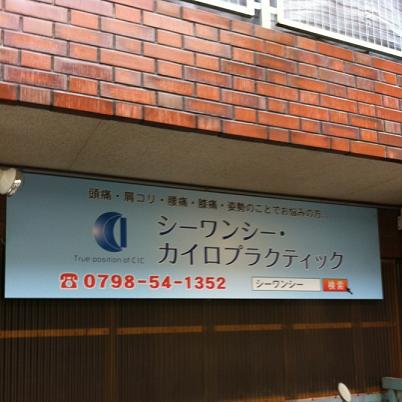 頭痛・肩コリ・腰痛・膝痛・姿勢のことでお悩みの方...
シーワンシー・
カイロプラクティック
True position of C1C
☎0798-54-1352
シーワンシー 検索